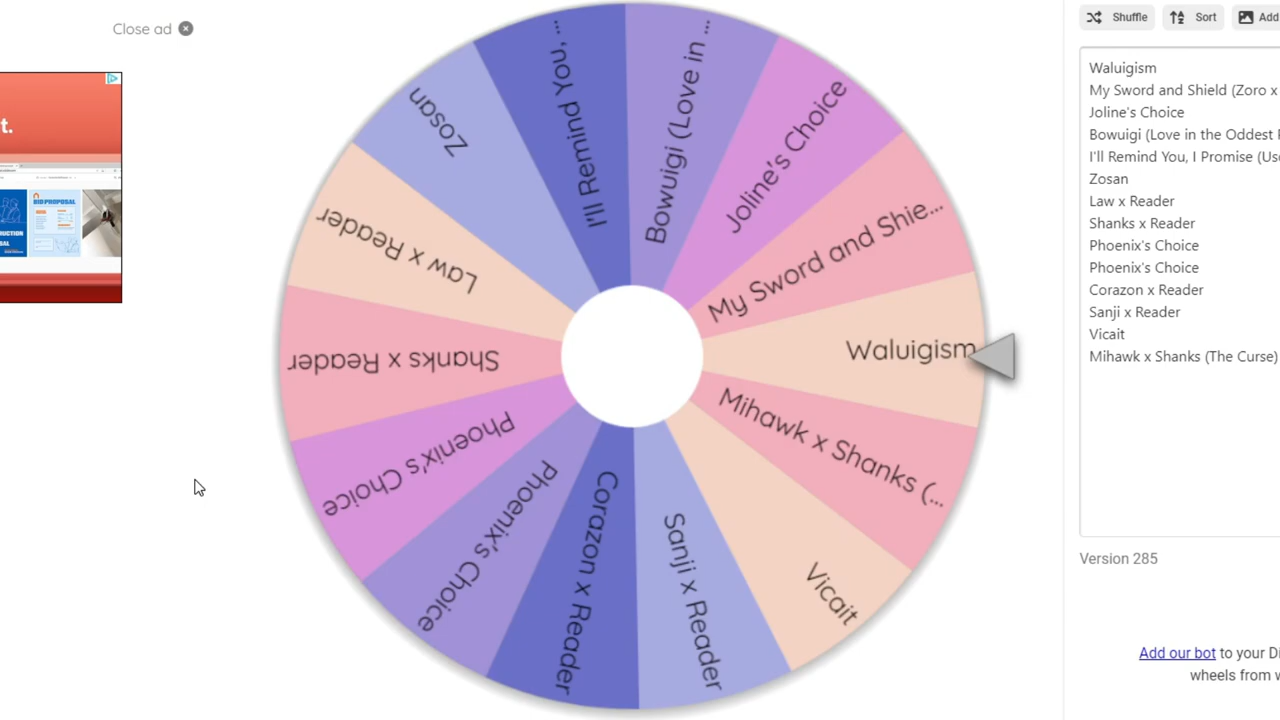 Close ad
t.
BID PROPOSAL
I'll Remind You, ...
Bowuigi (Love in ...
Joline's Choice
My Sword and Shie...
Waluigism
Mihawk x Shanks (...
Vicait
Sanji x Reader
Corazon x Reader
Phoenix's Choice
Phoenix's Choice
Shanks x Reader
Law x Reader
Zosan
Shuffle
Sort
Add
Waluigism
My Sword and Shield (Zoro x
Joline's Choice
Bowuigi (Love in the Oddest
I'll Remind You, I Promise (Us
Zosan
Law x Reader
Shanks x Reader
Phoenix's Choice
Phoenix's Choice
Corazon x Reader
Sanji x Reader
Vicait
Mihawk x Shanks (The Curse)
Version 285
Add our bot to your Di
wheels from